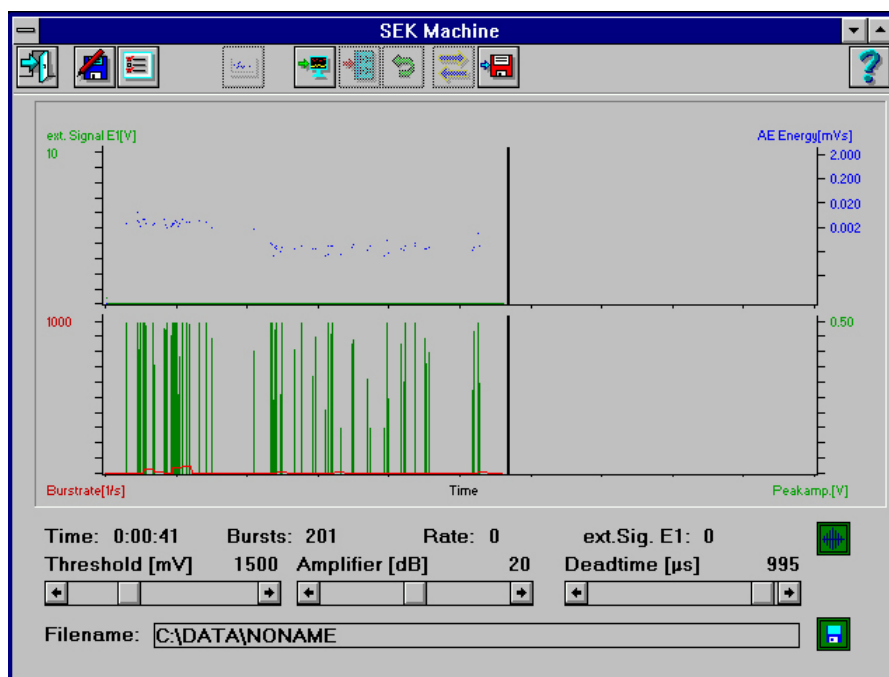 SEK Machine
?
ext. Signal E1[V] AE Energy[mVs]
10 2.000
0.200
0.020
0.002
1000 0.50
Burstrate[1/s] Time Peakamp.[V]
Time: 0:00:41 Bursts: 201 Rate: 0 ext.Sig. E1: 0
Threshold [mV] 1500 Amplifier [dB] 20 Deadtime [µs] 995
Filename: C:\DATA\NONAME